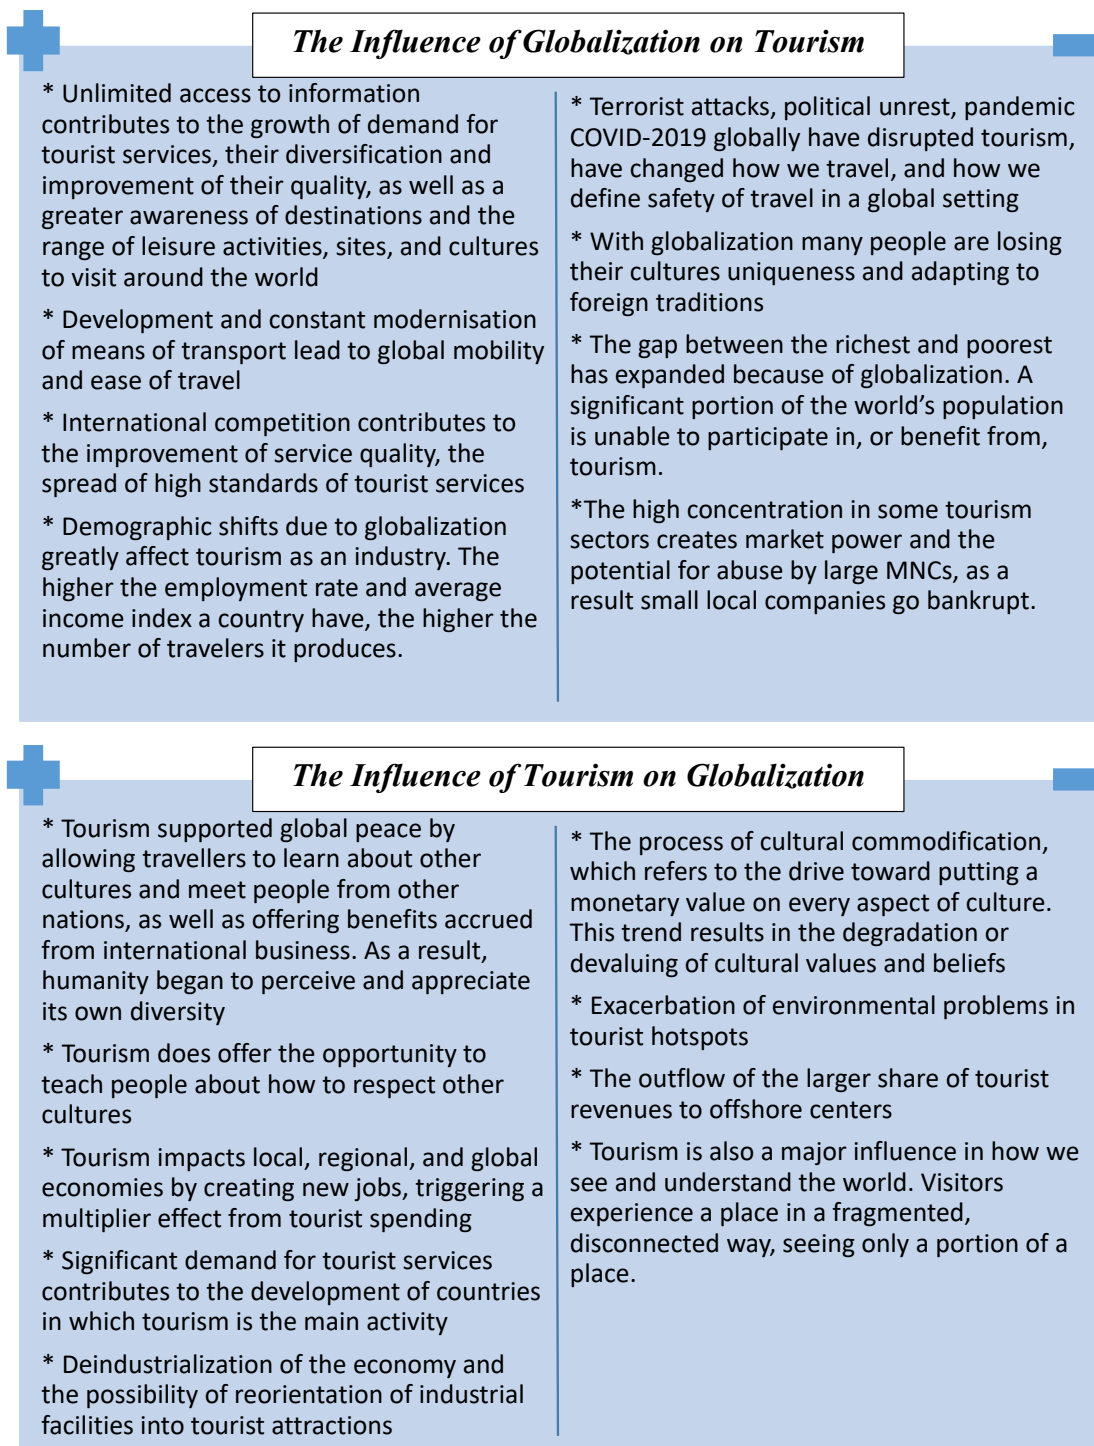 The Influence of Globalization on Tourism
* Unlimited access to information
contributes to the growth of demand for
tourist services, their diversification and
improvement of their quality, as well as a
greater awareness of destinations and the
range of leisure activities, sites, and cultures
to visit around the world
* Development and constant modernisation
of means of transport lead to global mobility
and ease of travel
* International competition contributes to
the improvement of service quality, the
spread of high standards of tourist services
* Demographic shifts due to globalization
greatly affect tourism as an industry. The
higher the employment rate and average
income index a country have, the higher the
number of travelers it produces.
* Terrorist attacks, political unrest, pandemic
COVID-2019 globally have disrupted tourism,
have changed how we travel, and how we
define safety of travel in a global setting
* With globalization many people are losing
their cultures uniqueness and adapting to
foreign traditions
* The gap between the richest and poorest
has expanded because of globalization. A
significant portion of the world’s population
is unable to participate in, or benefit from,
tourism.
*The high concentration in some tourism
sectors creates market power and the
potential for abuse by large MNCs, as a
result small local companies go bankrupt.
The Influence of Tourism on Globalization
* Tourism supported global peace by
allowing travellers to learn about other
cultures and meet people from other
nations, as well as offering benefits accrued
from international business. As a result,
humanity began to perceive and appreciate
its own diversity
* Tourism does offer the opportunity to
teach people about how to respect other
cultures
* Tourism impacts local, regional, and global
economies by creating new jobs, triggering a
multiplier effect from tourist spending
* Significant demand for tourist services
contributes to the development of countries
in which tourism is the main activity
* Deindustrialization of the economy and
the possibility of reorientation of industrial
facilities into tourist attractions
* The process of cultural commodification,
which refers to the drive toward putting a
monetary value on every aspect of culture.
This trend results in the degradation or
devaluing of cultural values and beliefs
* Exacerbation of environmental problems in
tourist hotspots
* The outflow of the larger share of tourist
revenues to offshore centers
* Tourism is also a major influence in how we
see and understand the world. Visitors
experience a place in a fragmented,
disconnected way, seeing only a portion of a
place.